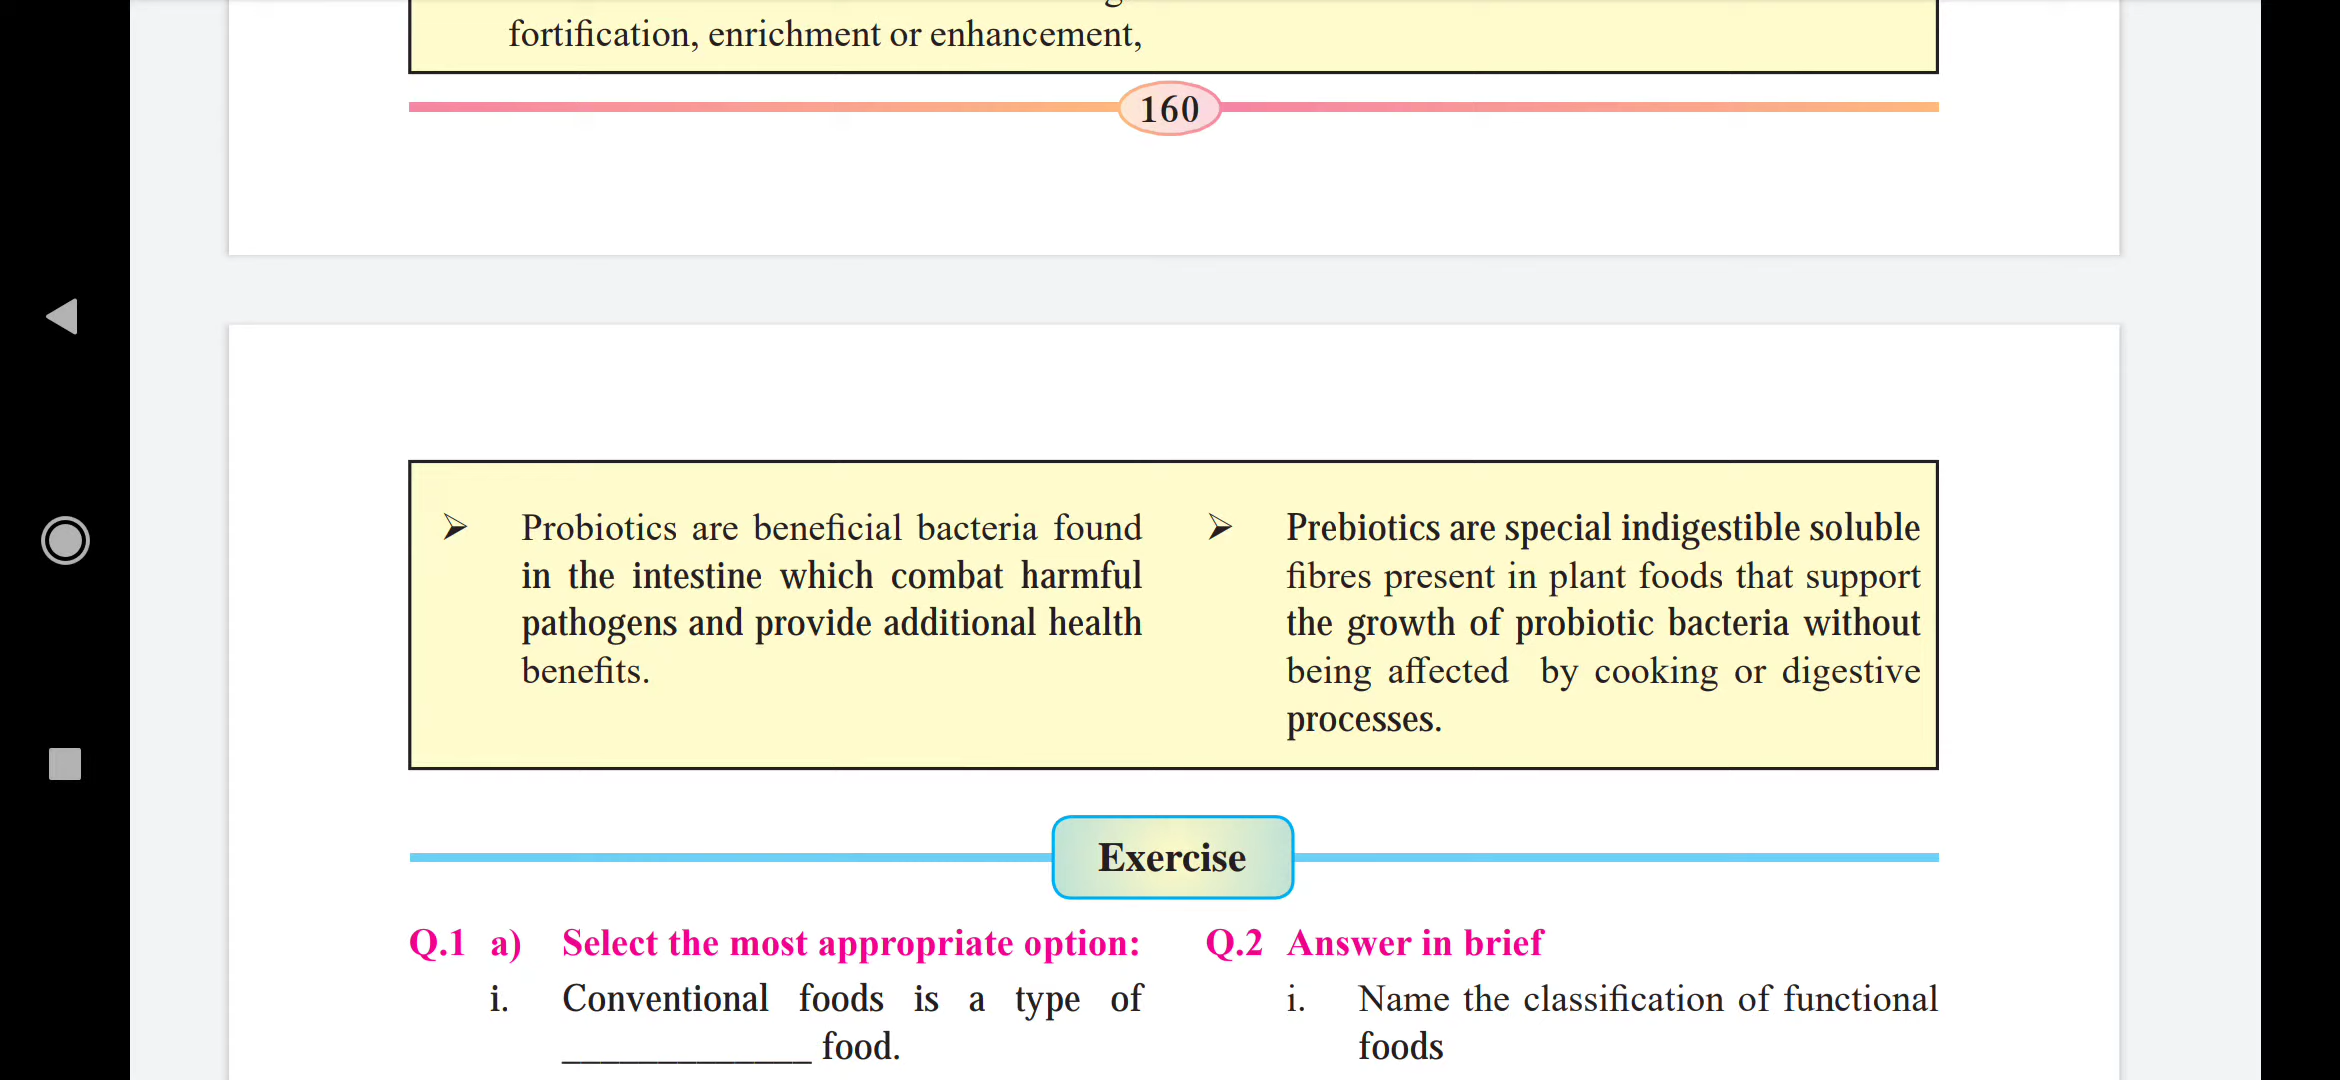 fortification, enrichment or enhancement,
160
➤ Probiotics are beneficial bacteria found
in the intestine which combat harmful
pathogens and provide additional health
benefits.
➤ Prebiotics are special indigestible soluble
fibres present in plant foods that support
the growth of probiotic bacteria without
being affected by cooking or digestive
processes.
Exercise
Q.1 a) Select the most appropriate option:
i. Conventional foods is a type of
_____________ food.
Q.2 Answer in brief
i. Name the classification of functional
foods